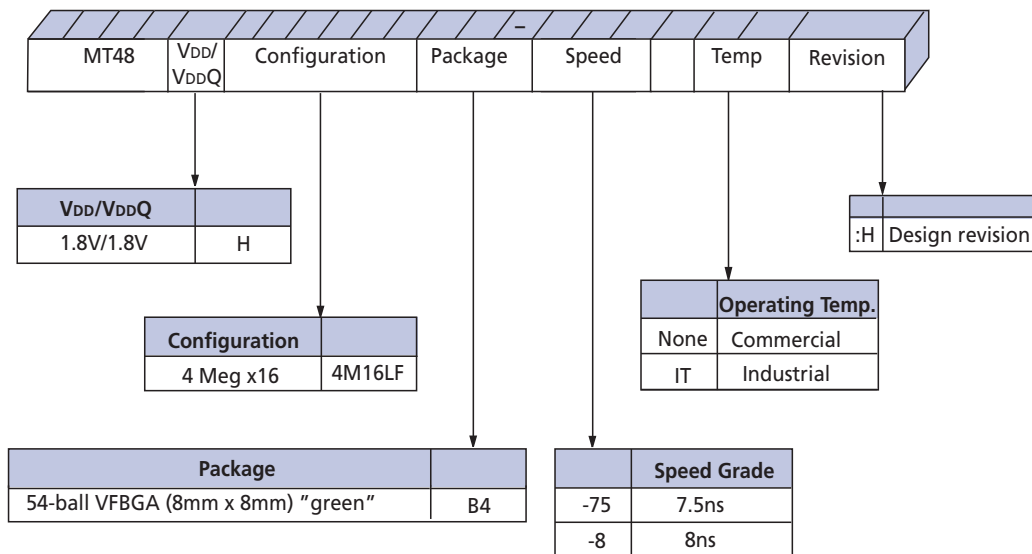 –
MT48 VDD/VDDQ Configuration Package Speed Temp Revision
VDD/VDDQ
1.8V/1.8V H
:H Design revision
Operating Temp.
None Commercial
IT Industrial
Configuration
4 Meg x16 4M16LF
Package
54-ball VFBGA (8mm x 8mm) ”green”
B4
Speed Grade
-75 7.5ns
-8 8ns